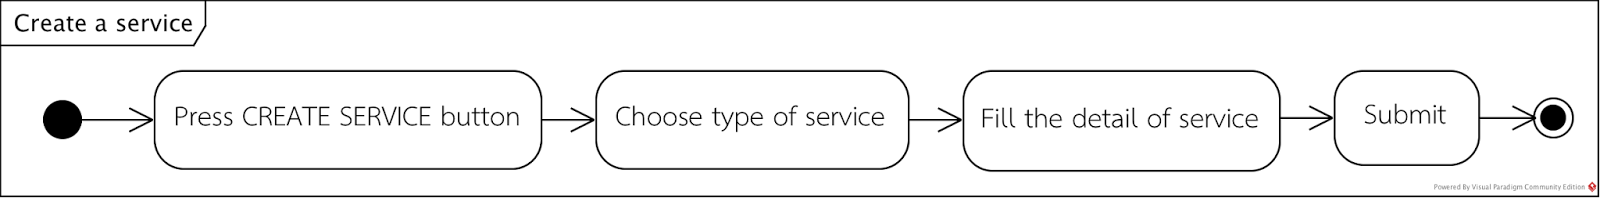 Create a service
Press CREATE SERVICE button
Choose type of service
Fill the detail of service
Submit
Powered By Visual Paradigm Community Edition